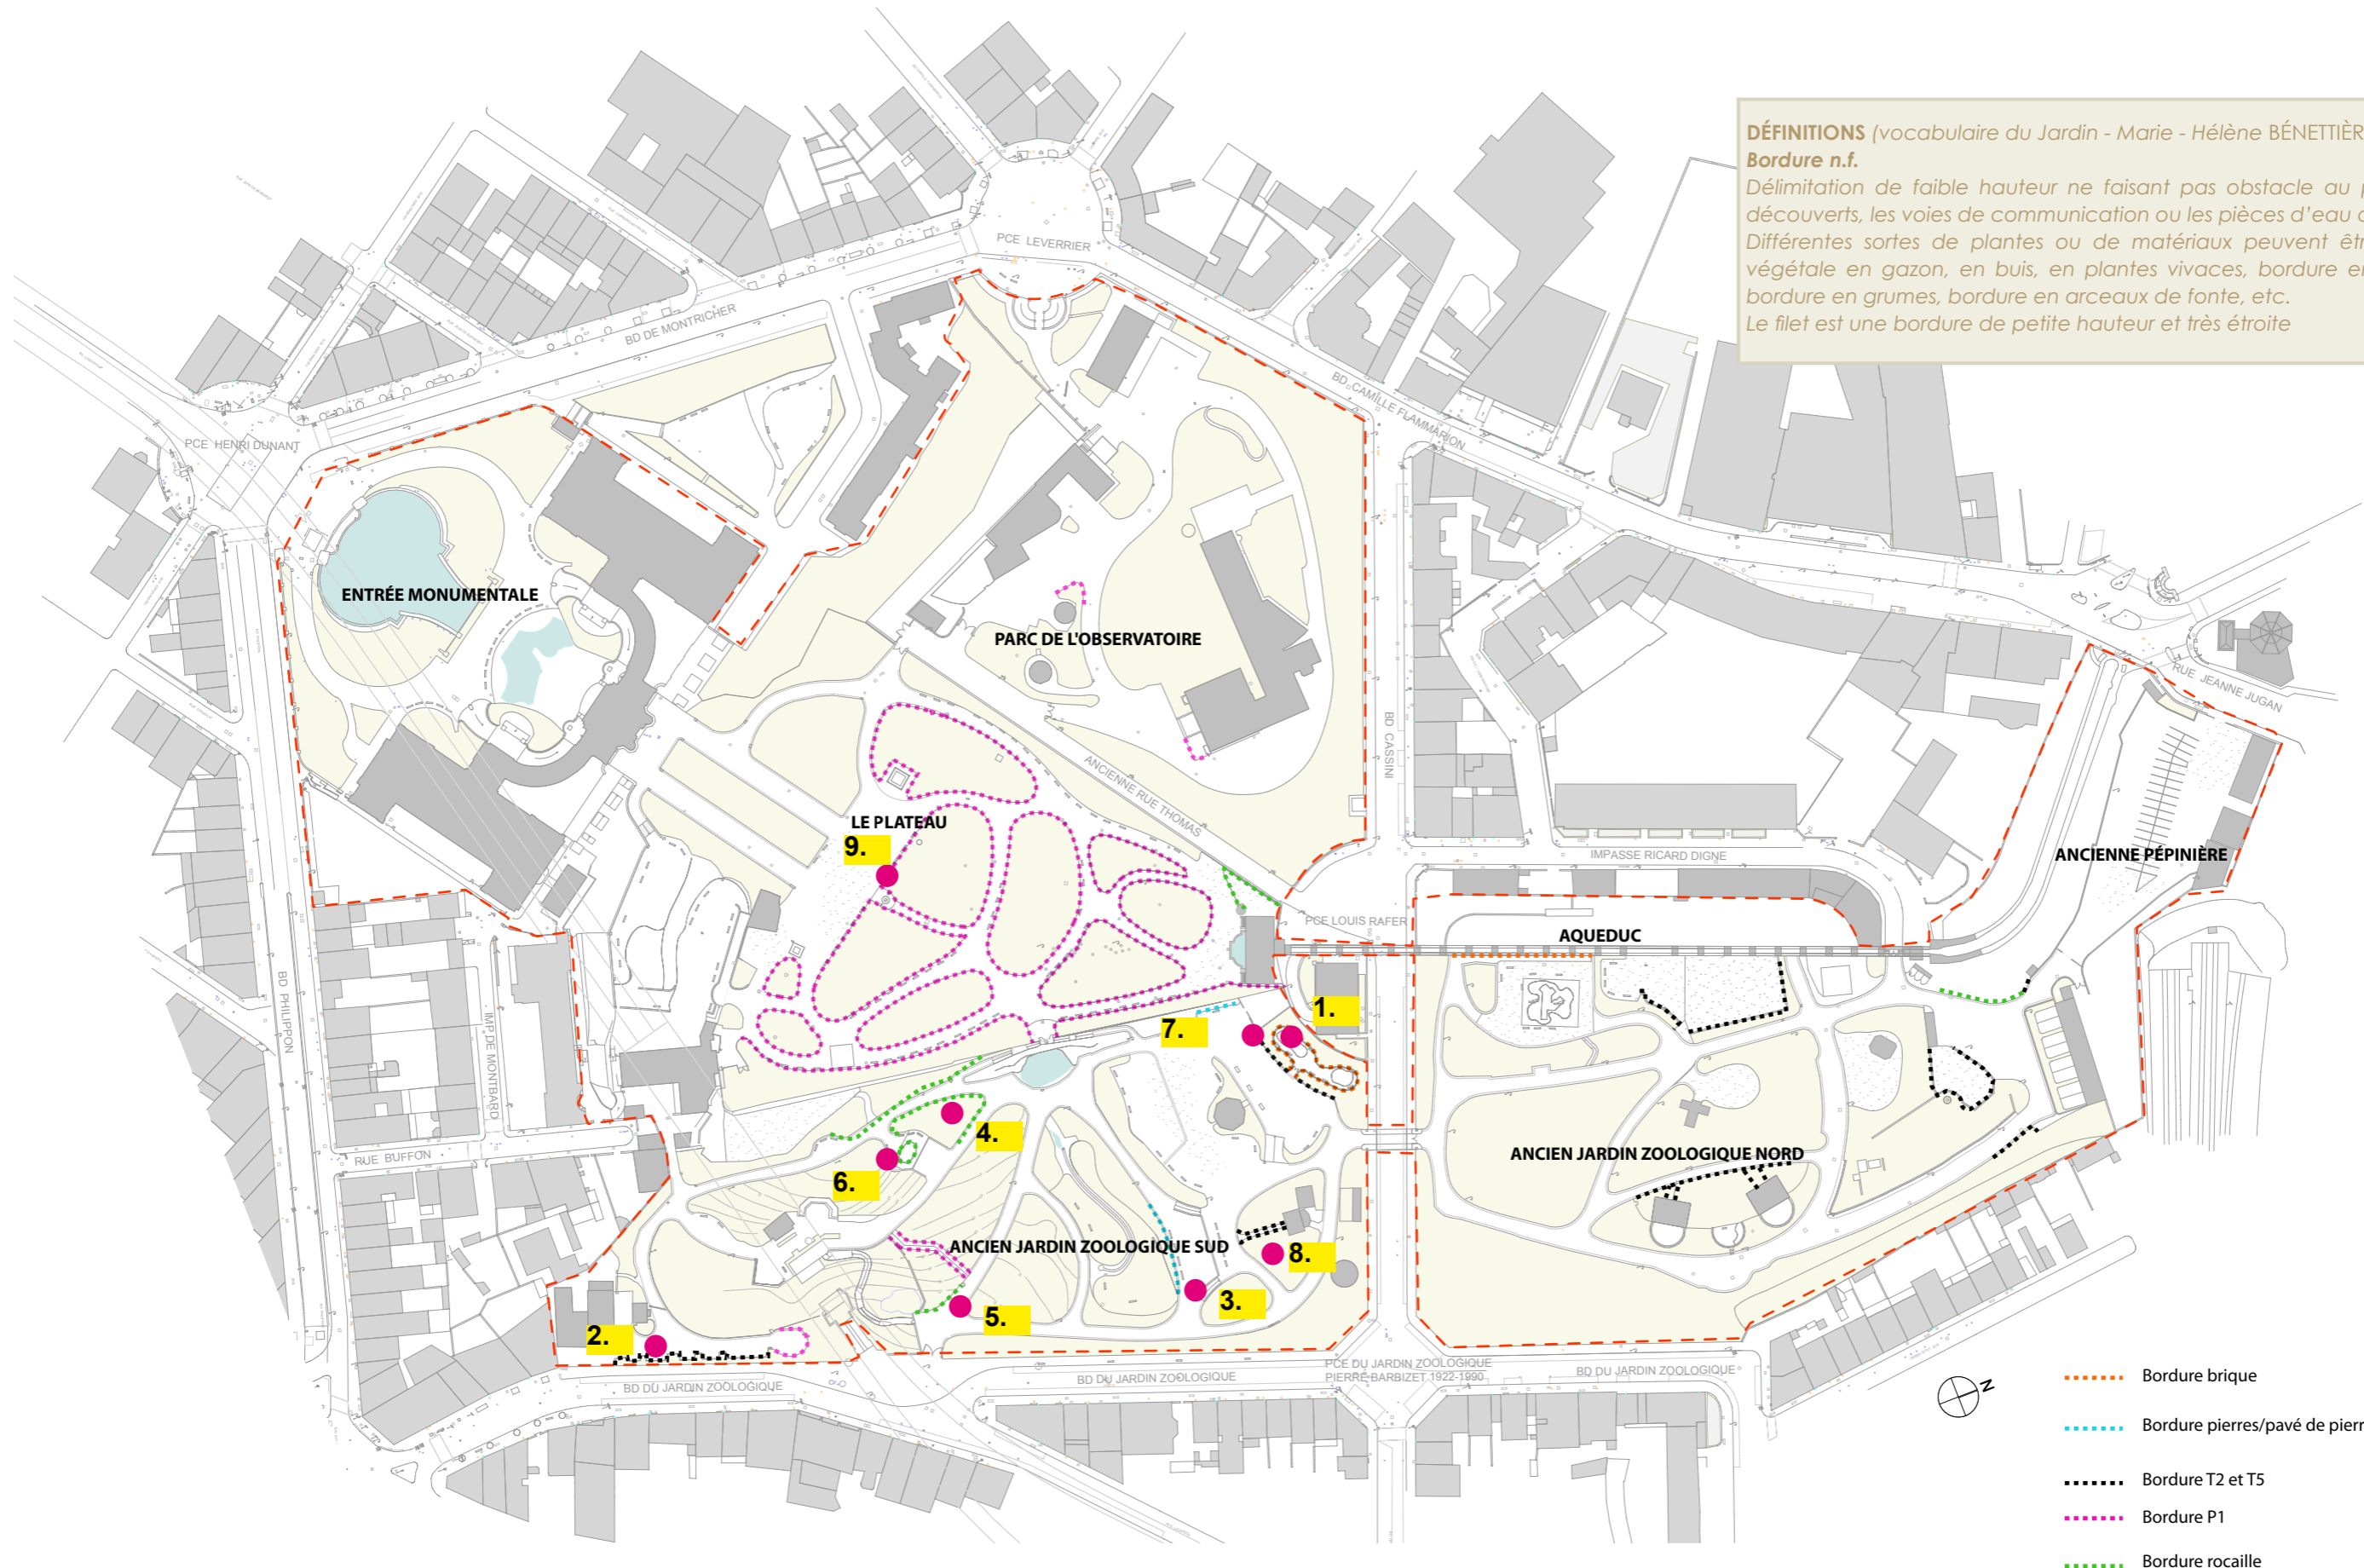 DÉFINITIONS (vocabulaire du Jardin - Marie - Hélène BÉNETTIÈR
Bordure n.f.
Délimitation de faible hauteur ne faisant pas obstacle au p
découverts, les voies de communication ou les pièces d'eau
Différentes sortes de plantes ou de matériaux peuvent êtr
végétale en gazon, en buis, en plantes vivaces, bordure en
bordure en grumes, bordure en arceaux de fonte, etc.
Le filet est une bordure de petite hauteur et très étroite
PCE LEVERRIER
BD DE MONTRICHER
BD CAMILLE FLAMMARION
PCE HENRI DUNANT
ENTRÉE MONUMENTALE
PARC DE L'OBSERVATOIRE
RUE JEANNE JUGAN
BD CASSINI
ANCIENNE RUE THOMAS
LE PLATEAU
9.
IMPASSE RICARD DIGNE
ANCIENNE PÉPINIÈRE
PCE LOUIS RAFER
AQUEDUC
BD PHILIPPON
IMP DE MONTBARD
1.
7.
4.
RUE BUFFON
6.
ANCIEN JARDIN ZOOLOGIQUE NORD
ANCIEN JARDIN ZOOLOGIQUE SUD
8.
3.
5.
2.
PCE DU JARDIN ZOOLOGIQUE
PIERRE BARBIZET 1922-1990
BD DU JARDIN ZOOLOGIQUE
BD DU JARDIN ZOOLOGIQUE
BD DU JARDIN ZOOLOGIQUE
N
Bordure brique
Bordure pierres/pavé de pierr
Bordure T2 et T5
Bordure P1
Bordure rocaille